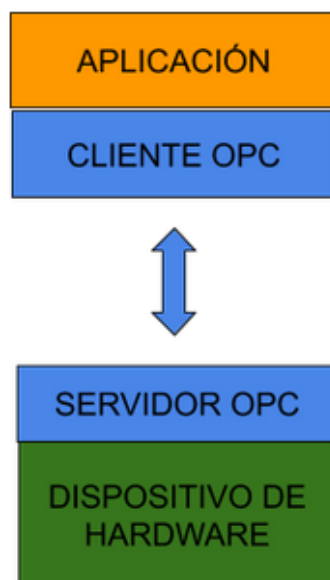 APLICACIÓN
CLIENTE OPC
SERVIDOR OPC
DISPOSITIVO DE
HARDWARE